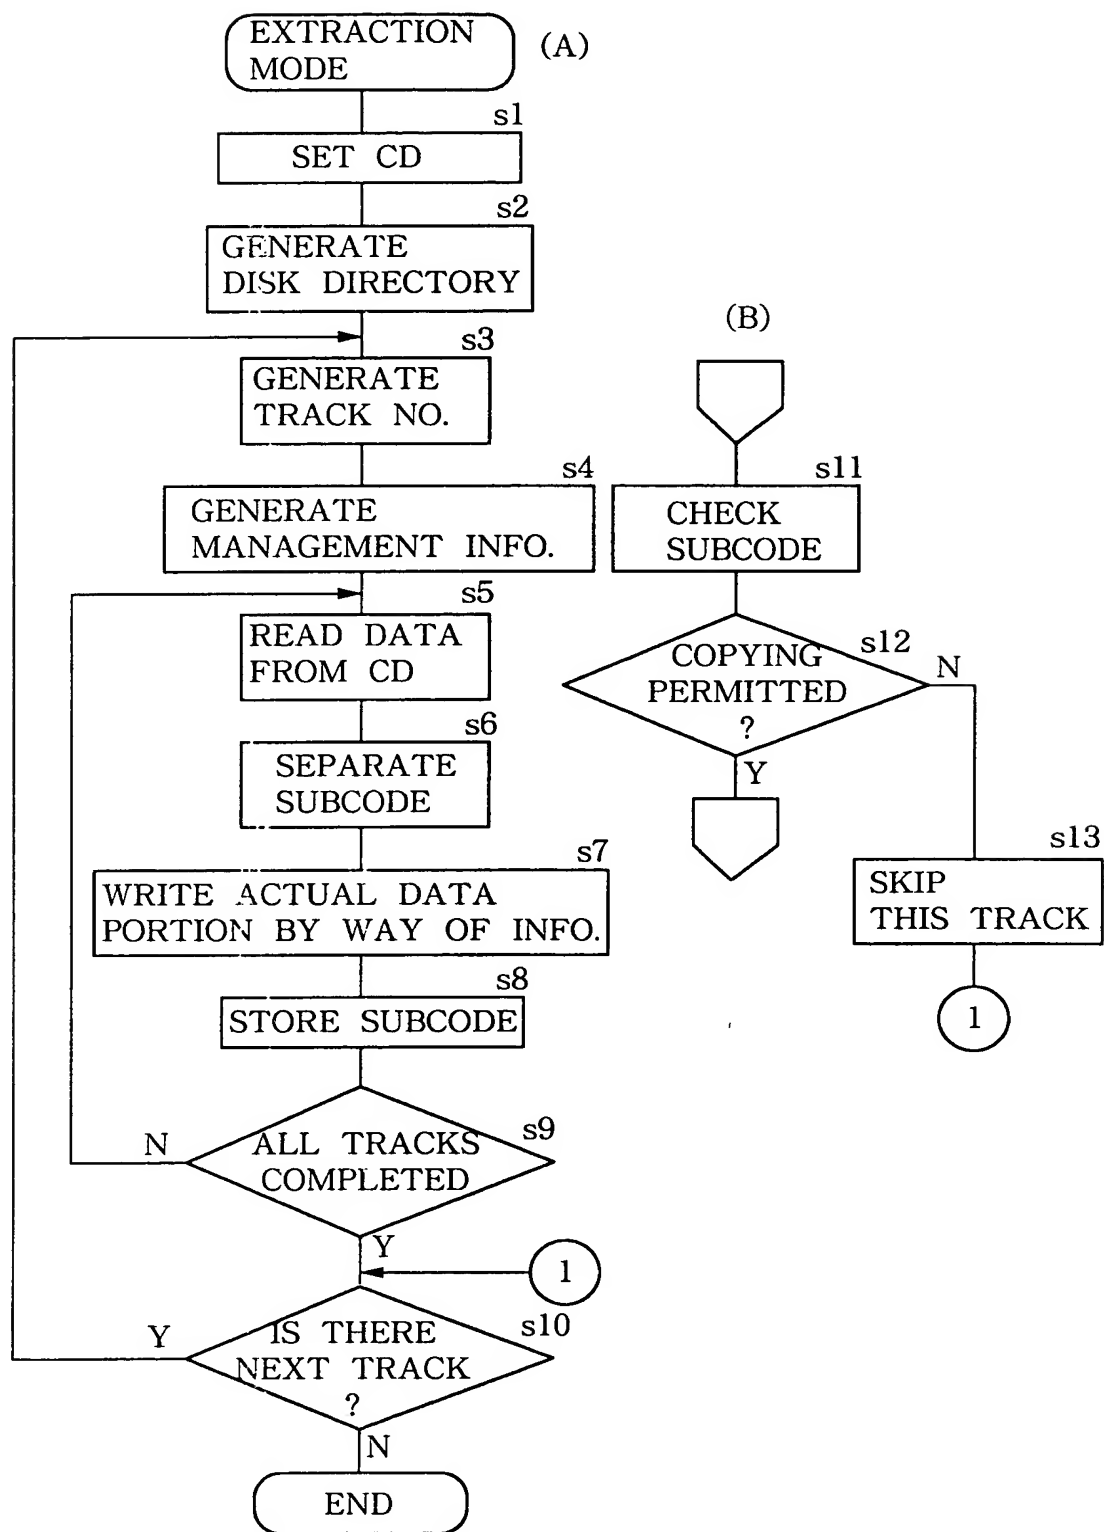 EXTRACTION
MODE
(A)
s1
SET CD
s2
GENERATE
DISK DIRECTORY
s3
GENERATE
TRACK NO.
s4
GENERATE
MANAGEMENT INFO.
s5
READ DATA
FROM CD
s6
SEPARATE
SUBCODE
s7
WRITE ACTUAL DATA
PORTION BY WAY OF INFO.
s8
STORE SUBCODE
s9
ALL TRACKS
COMPLETED
N
Y
1
s10
IS THERE
NEXT TRACK
?
Y
N
END
(B)
s11
CHECK
SUBCODE
s12
COPYING
PERMITTED
?
N
Y
s13
SKIP
THIS TRACK
1